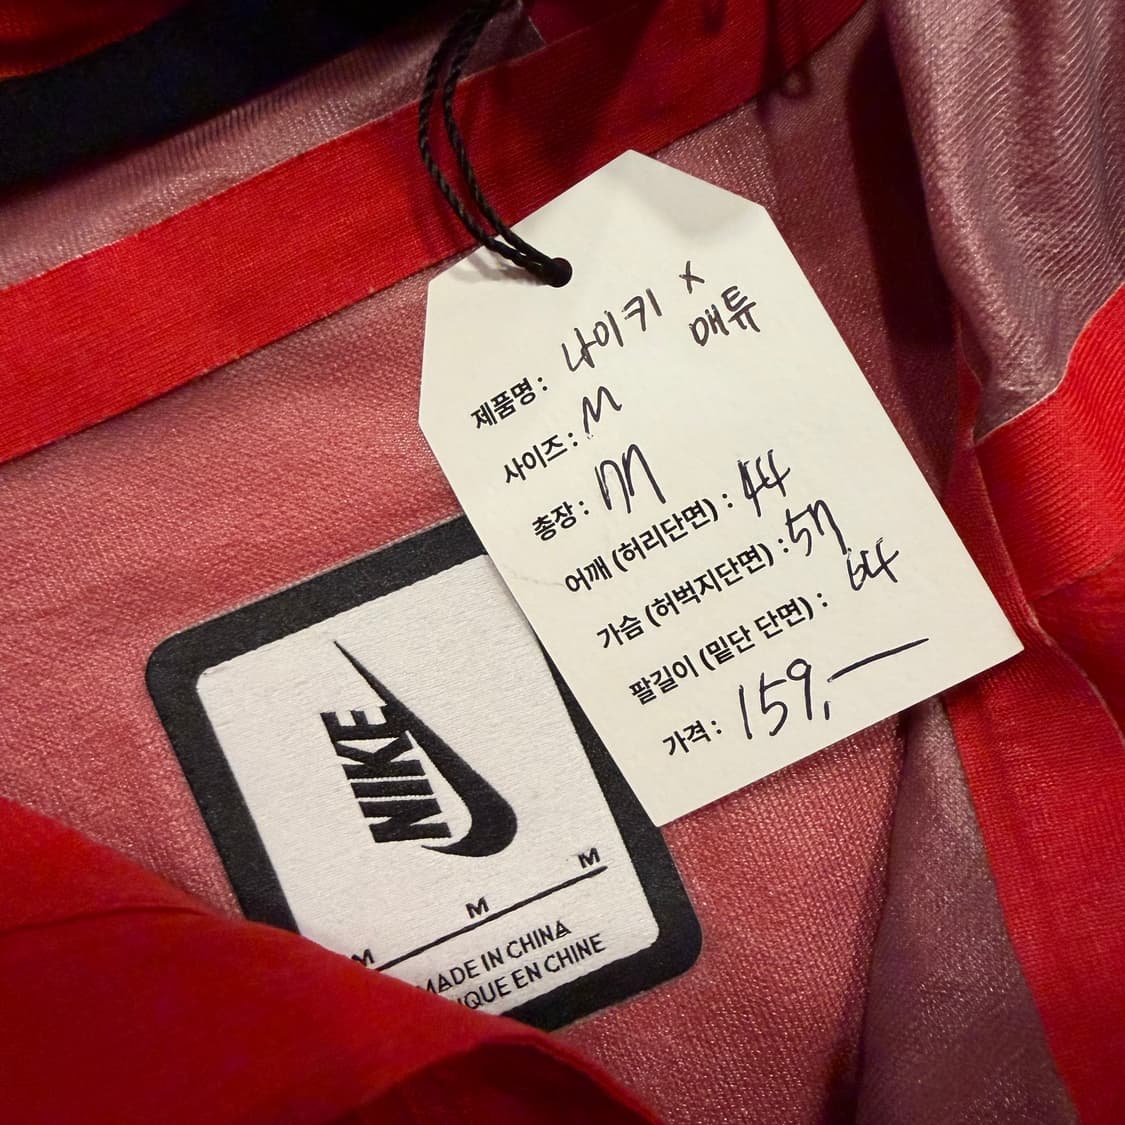 제품명: 나이키 x
매튜
사이즈: M
총장: 77
어깨 (허리단면): 44
가슴 (허벅지단면): 57
팔길이 (밑단 단면): 64
가격: 159,—
NIKE
M M M
MADE IN CHINA
IQUE EN CHINE